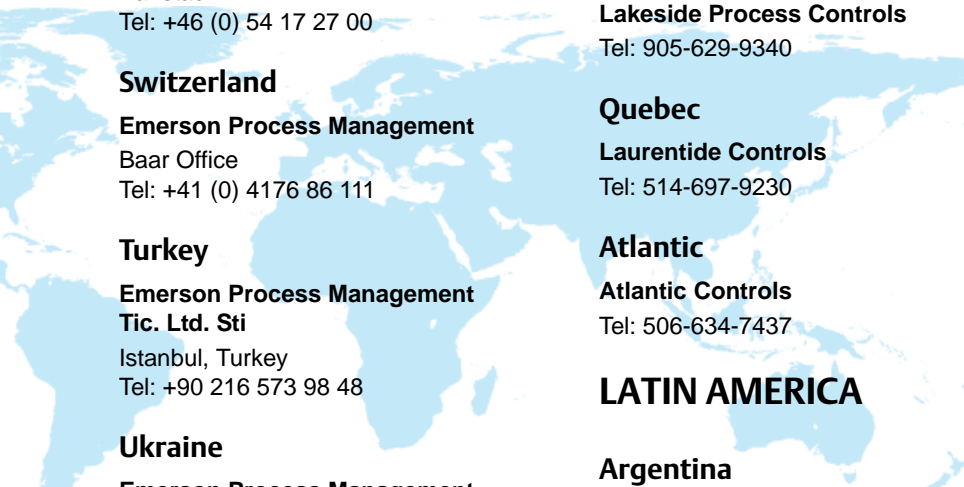 Tel: +46 (0) 54 17 27 00
Switzerland
Emerson Process Management
Baar Office
Tel: +41 (0) 4176 86 111
Turkey
Emerson Process Management
Tic. Ltd. Sti
Istanbul, Turkey
Tel: +90 216 573 98 48
Ukraine
Emerson Process Management
Lakeside Process Controls
Tel: 905-629-9340
Quebec
Laurentide Controls
Tel: 514-697-9230
Atlantic
Atlantic Controls
Tel: 506-634-7437
LATIN AMERICA
Argentina